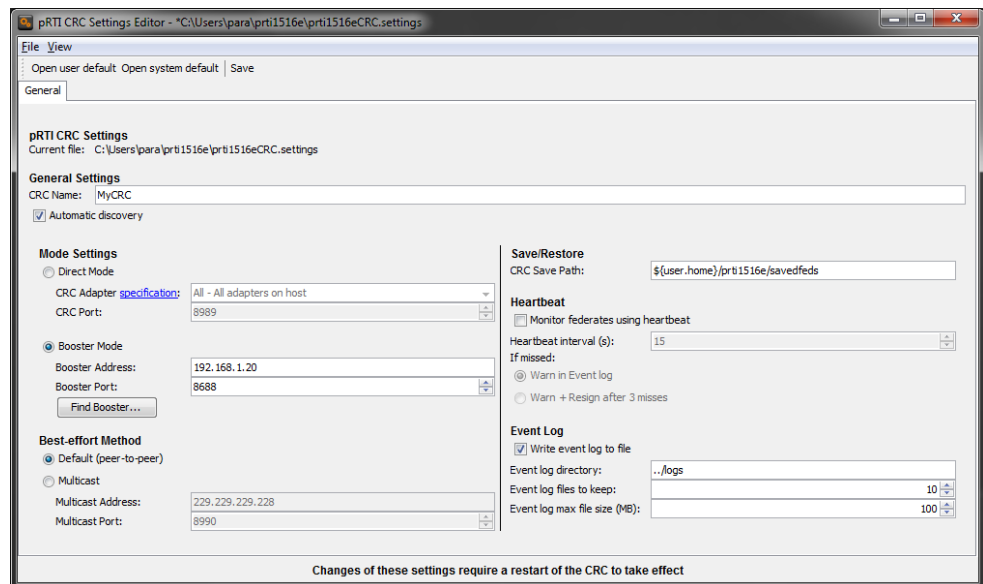 pRTI CRC Settings Editor - *C:\Users\para\prti1516e\prti1516eCRC.settings
File View
Open user default Open system default Save
General
pRTI CRC Settings
Current file: C:\Users\para\prti1516e\prti1516eCRC.settings
General Settings
CRC Name: MyCRC
Automatic discovery
Mode Settings
Direct Mode
CRC Adapter specification: All - All adapters on host
CRC Port: 8989
Booster Mode
Booster Address: 192.168.1.20
Booster Port: 8688
Find Booster...
Best-effort Method
Default (peer-to-peer)
Multicast
Multicast Address: 229.229.229.228
Multicast Port: 8990
Save/Restore
CRC Save Path: ${user.home}/prti1516e/savedfeds
Heartbeat
Monitor federates using heartbeat
Heartbeat interval (s): 15
If missed:
Warn in Event log
Warn + Resign after 3 misses
Event Log
Write event log to file
Event log directory: ../logs
Event log files to keep: 10
Event log max file size (MB): 100
Changes of these settings require a restart of the CRC to take effect